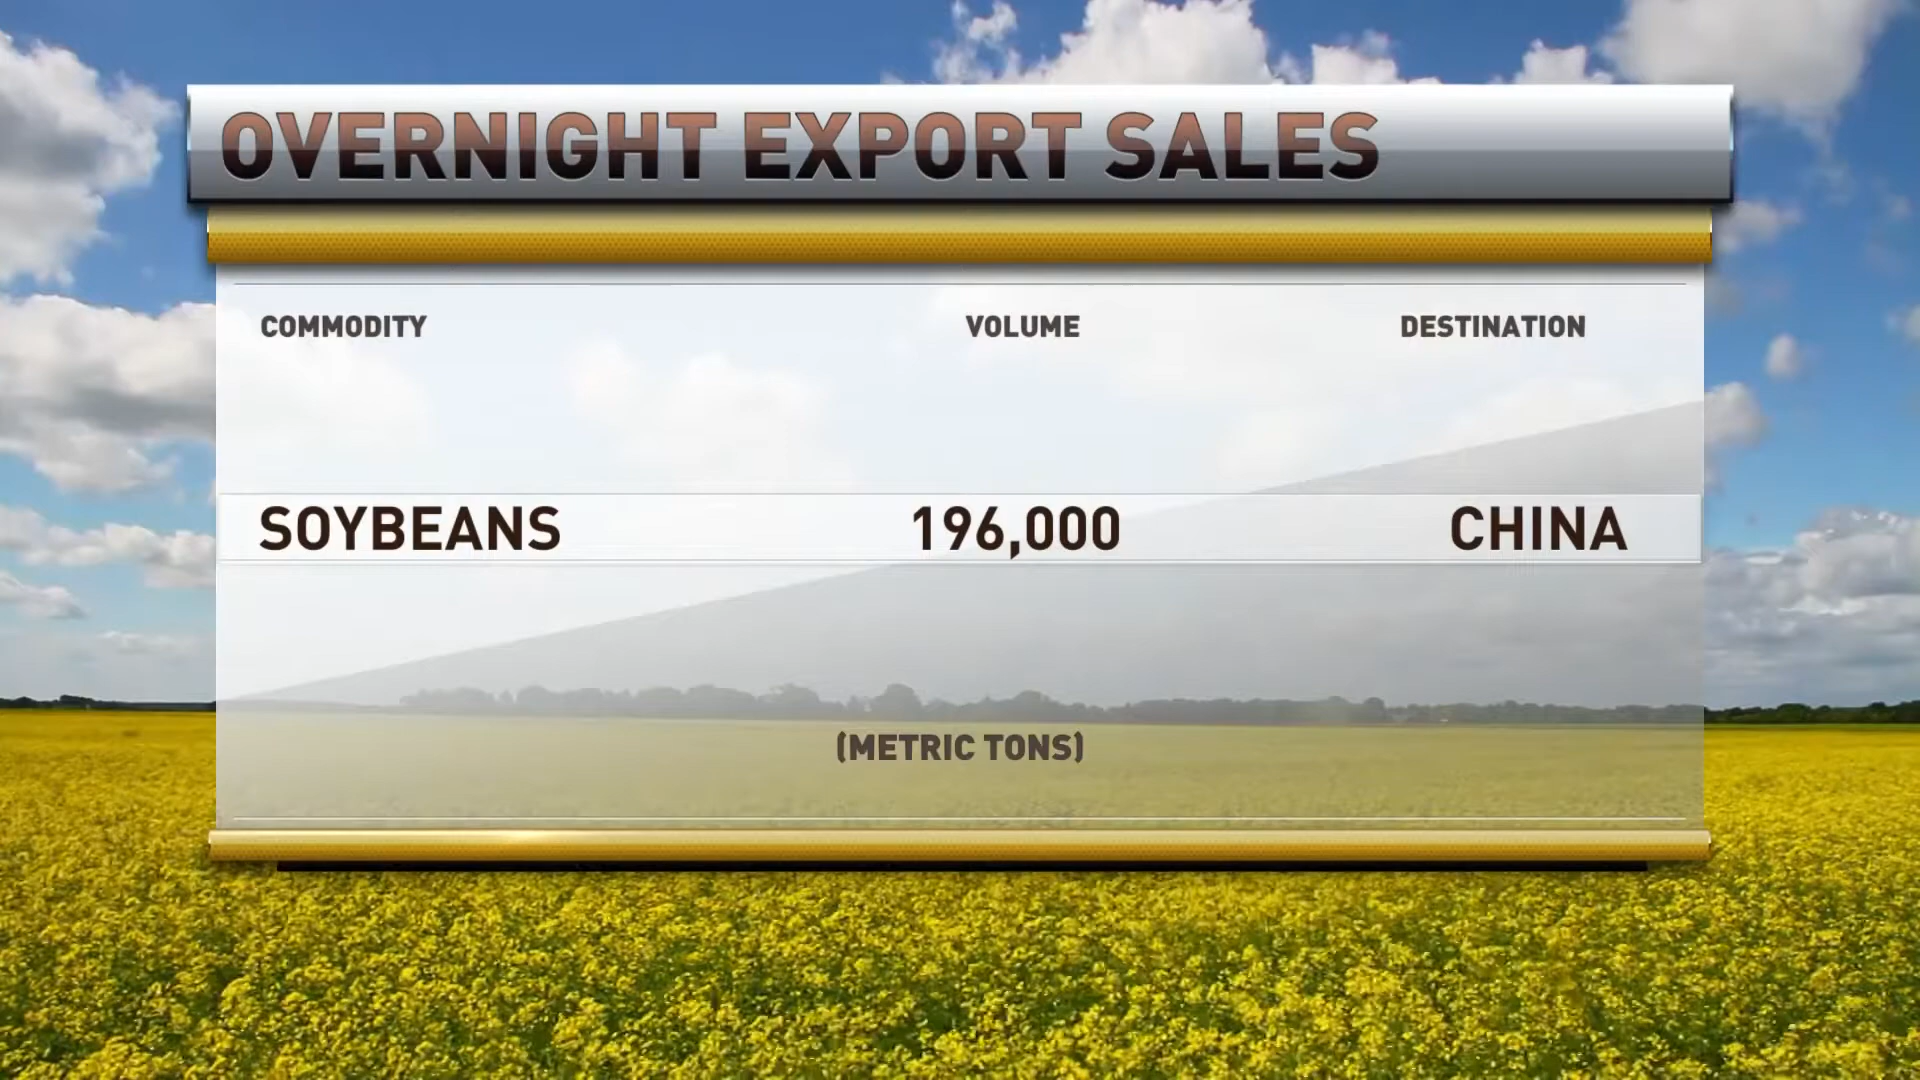 OVERNIGHT EXPORT SALES
COMMODITY VOLUME DESTINATION
SOYBEANS 196,000 CHINA
(METRIC TONS)